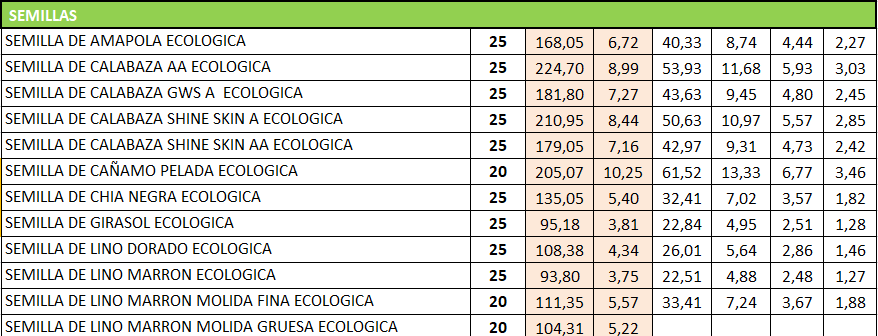 SEMILLAS
SEMILLA DE AMAPOLA ECOLOGICA 25 168,05 6,72 40,33 8,74 4,44 2,27
SEMILLA DE CALABAZA AA ECOLOGICA 25 224,70 8,99 53,93 11,68 5,93 3,03
SEMILLA DE CALABAZA GWS A  ECOLOGICA 25 181,80 7,27 43,63 9,45 4,80 2,45
SEMILLA DE CALABAZA SHINE SKIN A ECOLOGICA 25 210,95 8,44 50,63 10,97 5,57 2,85
SEMILLA DE CALABAZA SHINE SKIN AA ECOLOGICA 25 179,05 7,16 42,97 9,31 4,73 2,42
SEMILLA DE CAÑAMO PELADA ECOLOGICA 20 205,07 10,25 61,52 13,33 6,77 3,46
SEMILLA DE CHIA NEGRA ECOLOGICA 25 135,05 5,40 32,41 7,02 3,57 1,82
SEMILLA DE GIRASOL ECOLOGICA 25 95,18 3,81 22,84 4,95 2,51 1,28
SEMILLA DE LINO DORADO ECOLOGICA 25 108,38 4,34 26,01 5,64 2,86 1,46
SEMILLA DE LINO MARRON ECOLOGICA 25 93,80 3,75 22,51 4,88 2,48 1,27
SEMILLA DE LINO MARRON MOLIDA FINA ECOLOGICA 20 111,35 5,57 33,41 7,24 3,67 1,88
SEMILLA DE LINO MARRON MOLIDA GRUESA ECOLOGICA 20 104,31 5,22